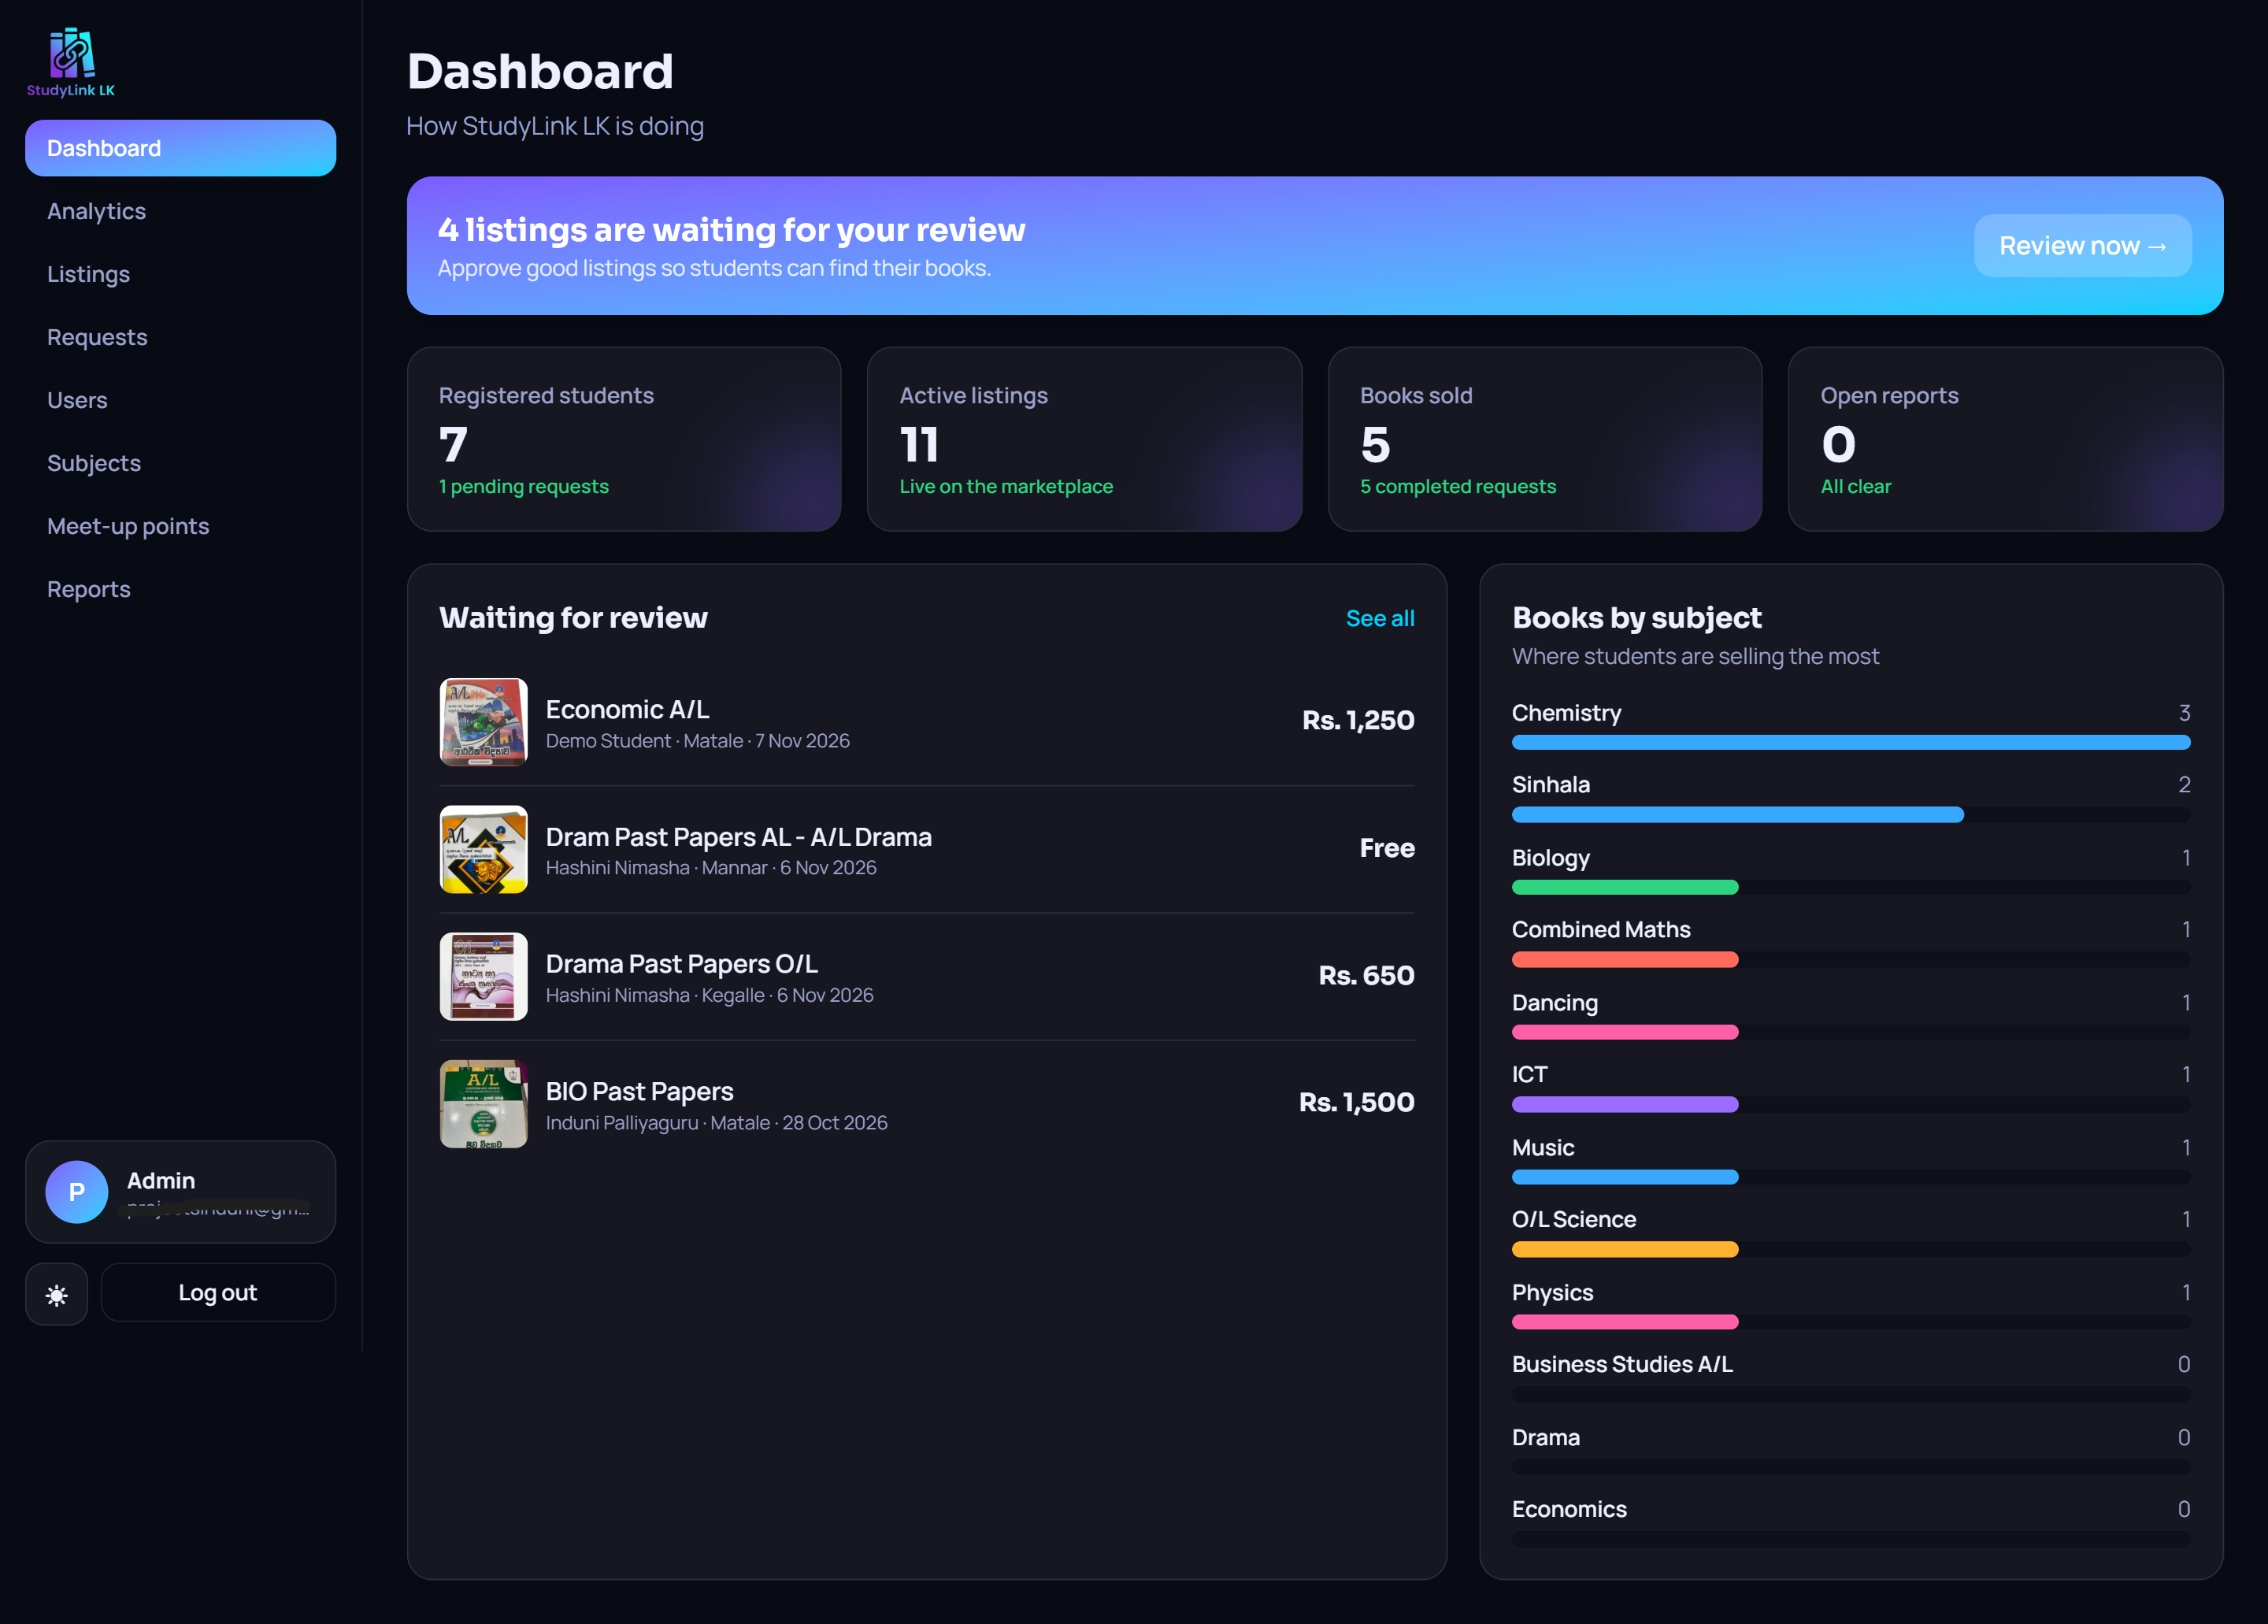 StudyLink LK
Dashboard
Analytics
Listings
Requests
Users
Subjects
Meet-up points
Reports
P
Admin
Log out
Dashboard
How StudyLink LK is doing
4 listings are waiting for your review
Approve good listings so students can find their books.
Review now →
Registered students
7
1 pending requests
Active listings
11
Live on the marketplace
Books sold
5
5 completed requests
Open reports
0
All clear
Waiting for review
See all
A/L
ආර්ථික විද්‍යාව
Economic A/L
Demo Student · Matale · 7 Nov 2026
Rs. 1,250
A/L
Dram Past Papers AL - A/L Drama
Hashini Nimasha · Mannar · 6 Nov 2026
Free
O/L
Drama Past Papers O/L
Hashini Nimasha · Kegalle · 6 Nov 2026
Rs. 650
A/L
ජීව විද්‍යාව
BIO Past Papers
Induni Palliyaguru · Matale · 28 Oct 2026
Rs. 1,500
Books by subject
Where students are selling the most
Chemistry 3
Sinhala 2
Biology 1
Combined Maths 1
Dancing 1
ICT 1
Music 1
O/L Science 1
Physics 1
Business Studies A/L 0
Drama 0
Economics 0